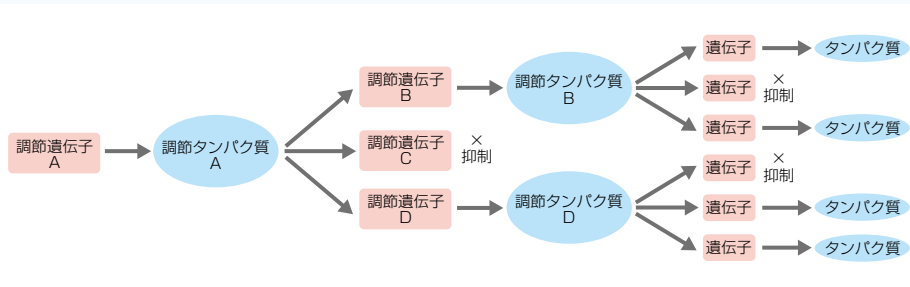 調節遺伝子
A
調節タンパク質
A
調節遺伝子
B
調節タンパク質
B
調節遺伝子
C
×
抑制
調節遺伝子
D
調節タンパク質
D
遺伝子
タンパク質
遺伝子
×
抑制
遺伝子
タンパク質
遺伝子
×
抑制
遺伝子
タンパク質
遺伝子
タンパク質